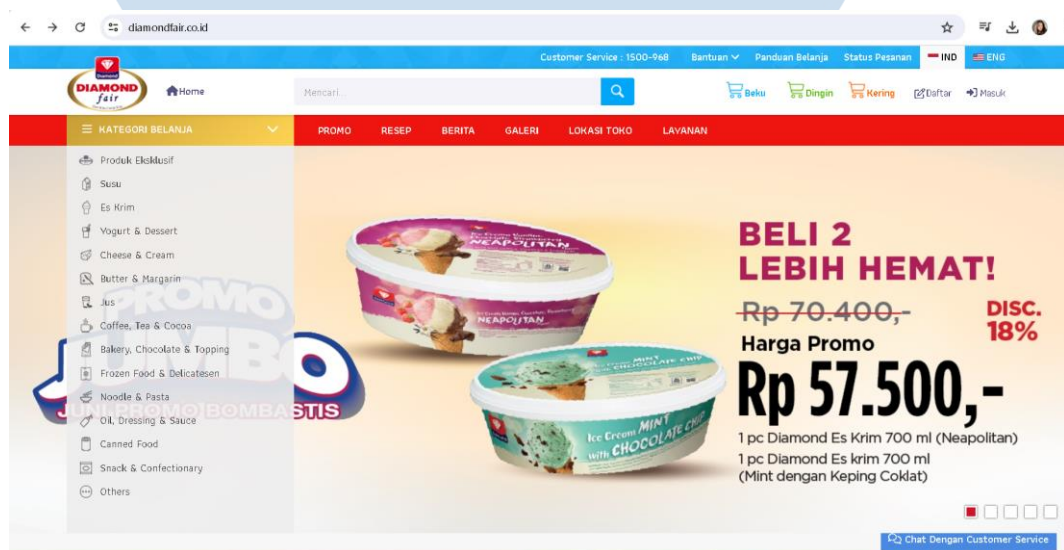 diamondfair.co.id
Customer Service : 1500-968 Bantuan Panduan Belanja Status Pesanan IND ENG
DIAMOND
fair
Home
Mencari...
Beku Dingin Kering Daftar Masuk
KATEGORI BELANJA
PROMO RESEP BERITA GALERI LOKASI TOKO LAYANAN
Produk Eksklusif
Susu
Es Krim
Yogurt & Dessert
Cheese & Cream
Butter & Margarin
Jus
Coffee, Tea & Cocoa
Bakery, Chocolate & Topping
Frozen Food & Delicatesen
Noodle & Pasta
Oil, Dressing & Sauce
Canned Food
Snack & Confectionary
Others
PROMO
JUMBO
JUNI PROMO BOMBASTIS
NEAPOLITAN
NEAPOLITAN
Ice Cream MINT
with CHOCOLATE CHIP
BELI 2
LEBIH HEMAT!
Rp 70.400,-
DISC.
18%
Harga Promo
Rp 57.500,-
1 pc Diamond Es Krim 700 ml (Neapolitan)
1 pc Diamond Es krim 700 ml
(Mint dengan Keping Coklat)
Chat Dengan Customer Service